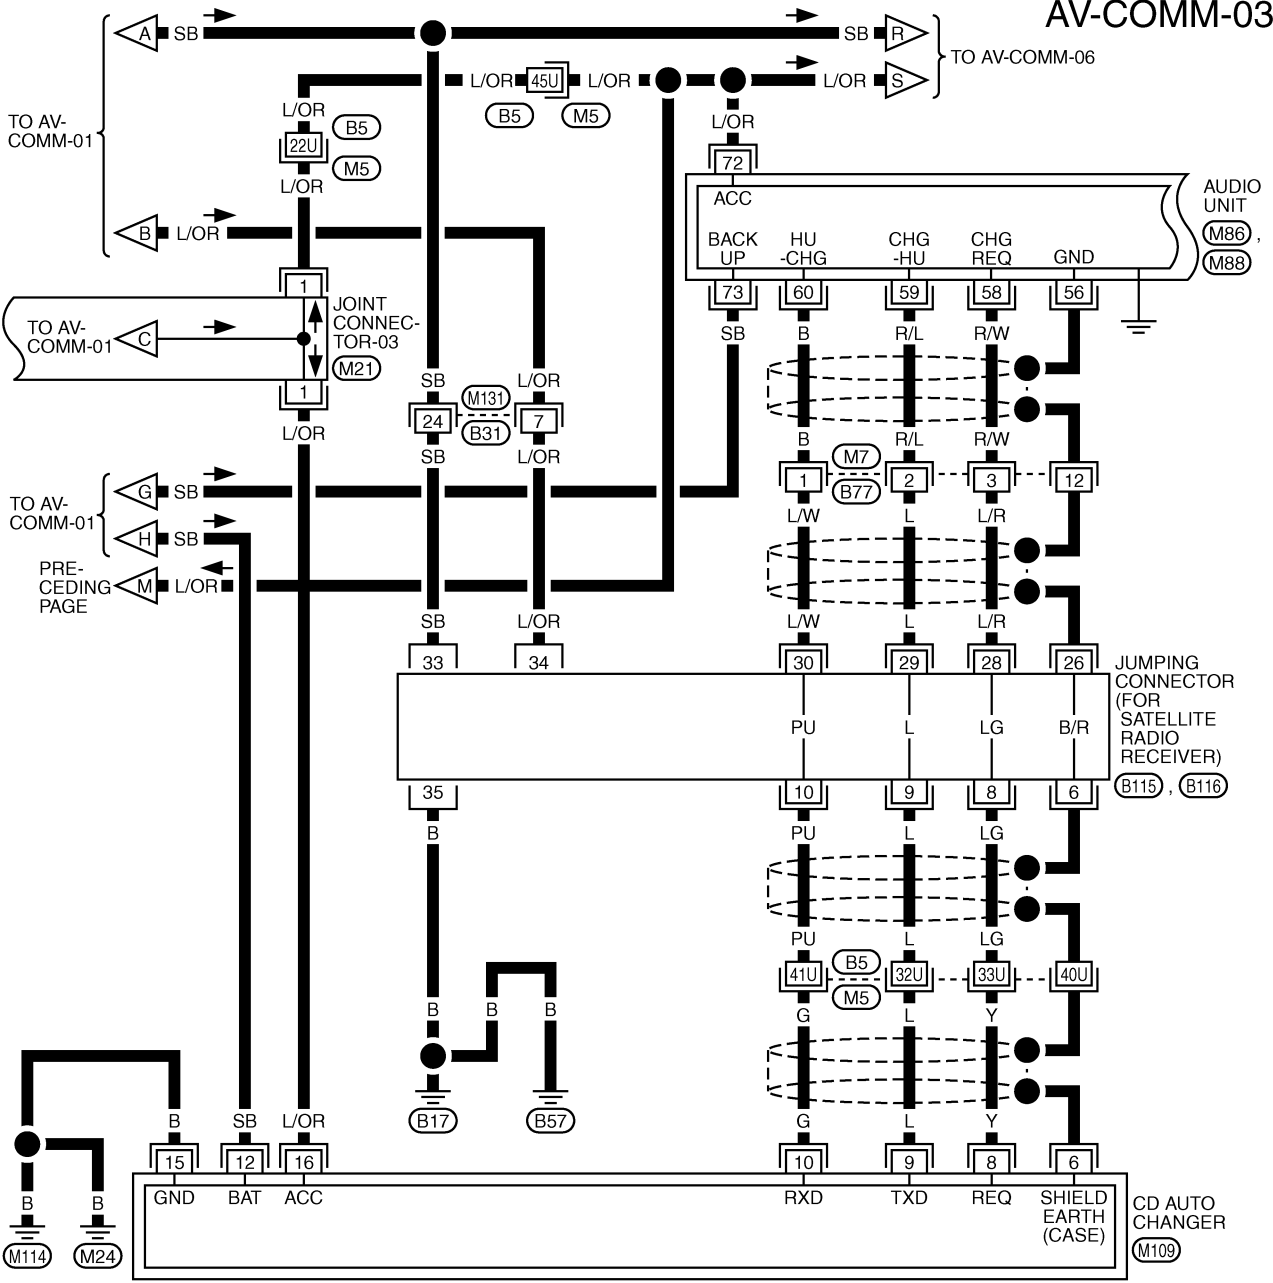 AV-COMM-03
A SB SB R
TO AV-COMM-06
L/OR 45U L/OR L/OR S
B5 M5
L/OR
TO AV-
COMM-01
B5
22U
M5
L/OR
L/OR
72
ACC
AUDIO
UNIT
M86 ,
M88
B L/OR
BACK
UP
HU
-CHG
CHG
-HU
CHG
REQ
GND
73 60 59 58 56
1
JOINT
CONNEC-
TOR-03
M21
TO AV-
COMM-01
C
1
L/OR
SB B R/L R/W
SB L/OR
M131
24 7
B31
SB L/OR
B R/L R/W
M7
1 2 3 12
B77
L/W L L/R
TO AV-
COMM-01
G SB
H SB
PRE-
CEDING
PAGE
M L/OR
SB L/OR L/W L L/R
33 34 30 29 28 26
JUMPING
CONNECTOR
(FOR
SATELLITE
RADIO
RECEIVER)
B115 , B116
PU L LG B/R
35 10 9 8 6
B PU L LG
PU L LG
B5
41U 32U 33U 40U
M5
G L Y
B B B
B17 B57
B SB L/OR G L Y
15 12 16 10 9 8 6
GND BAT ACC RXD TXD REQ SHIELD
EARTH
(CASE)
CD AUTO
CHANGER
M109
B B
M114 M24